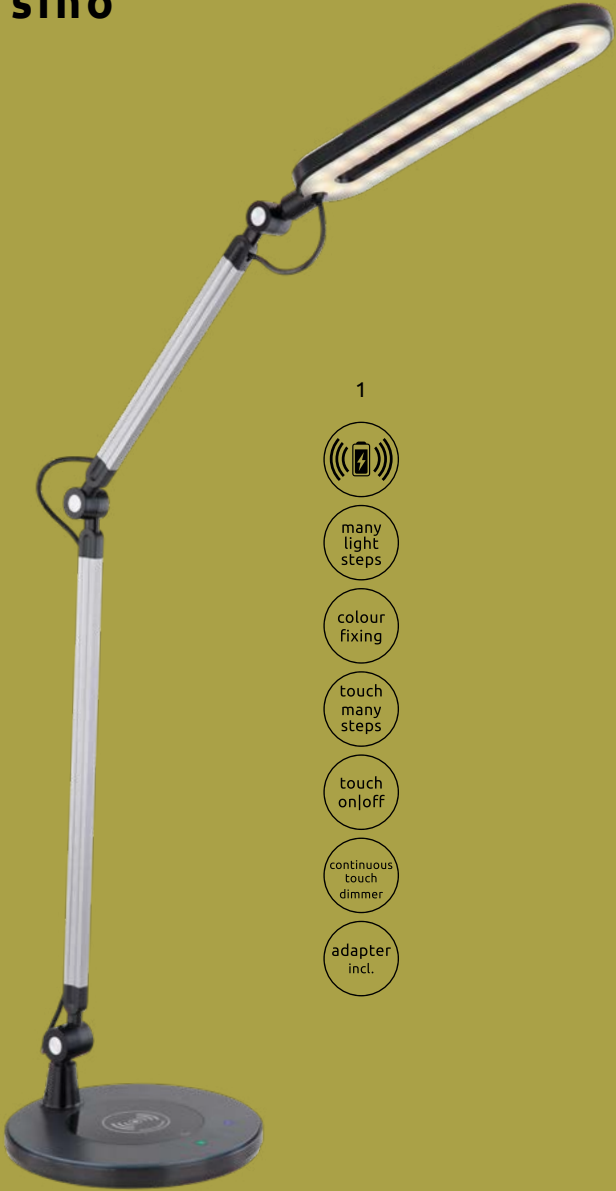 sino
1
many
light
steps
colour
fixing
touch
many
steps
touch
on|off
continuous
touch
dimmer
adapter
incl.